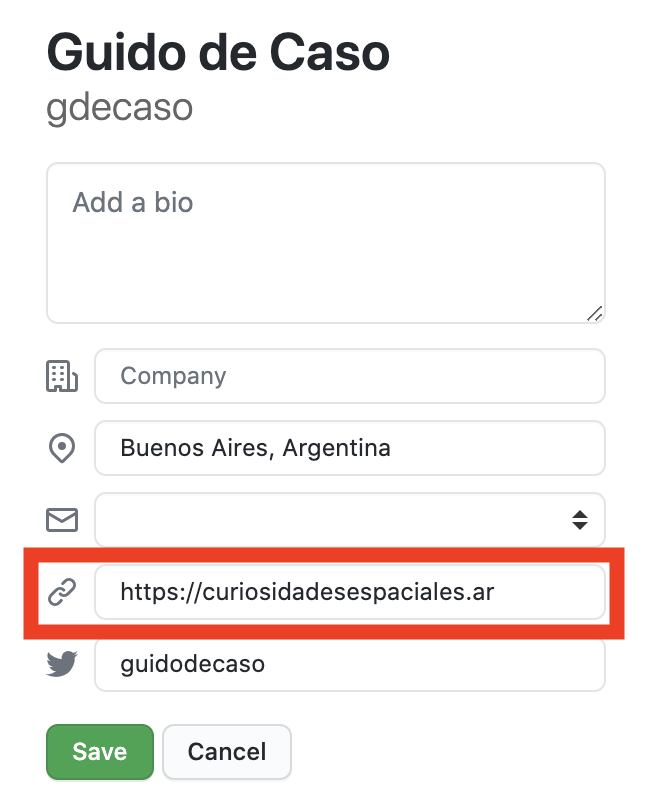 Guido de Caso
gdecaso
Add a bio
Company
Buenos Aires, Argentina
https://curiosidadesespaciales.ar
guidodecaso
Save Cancel